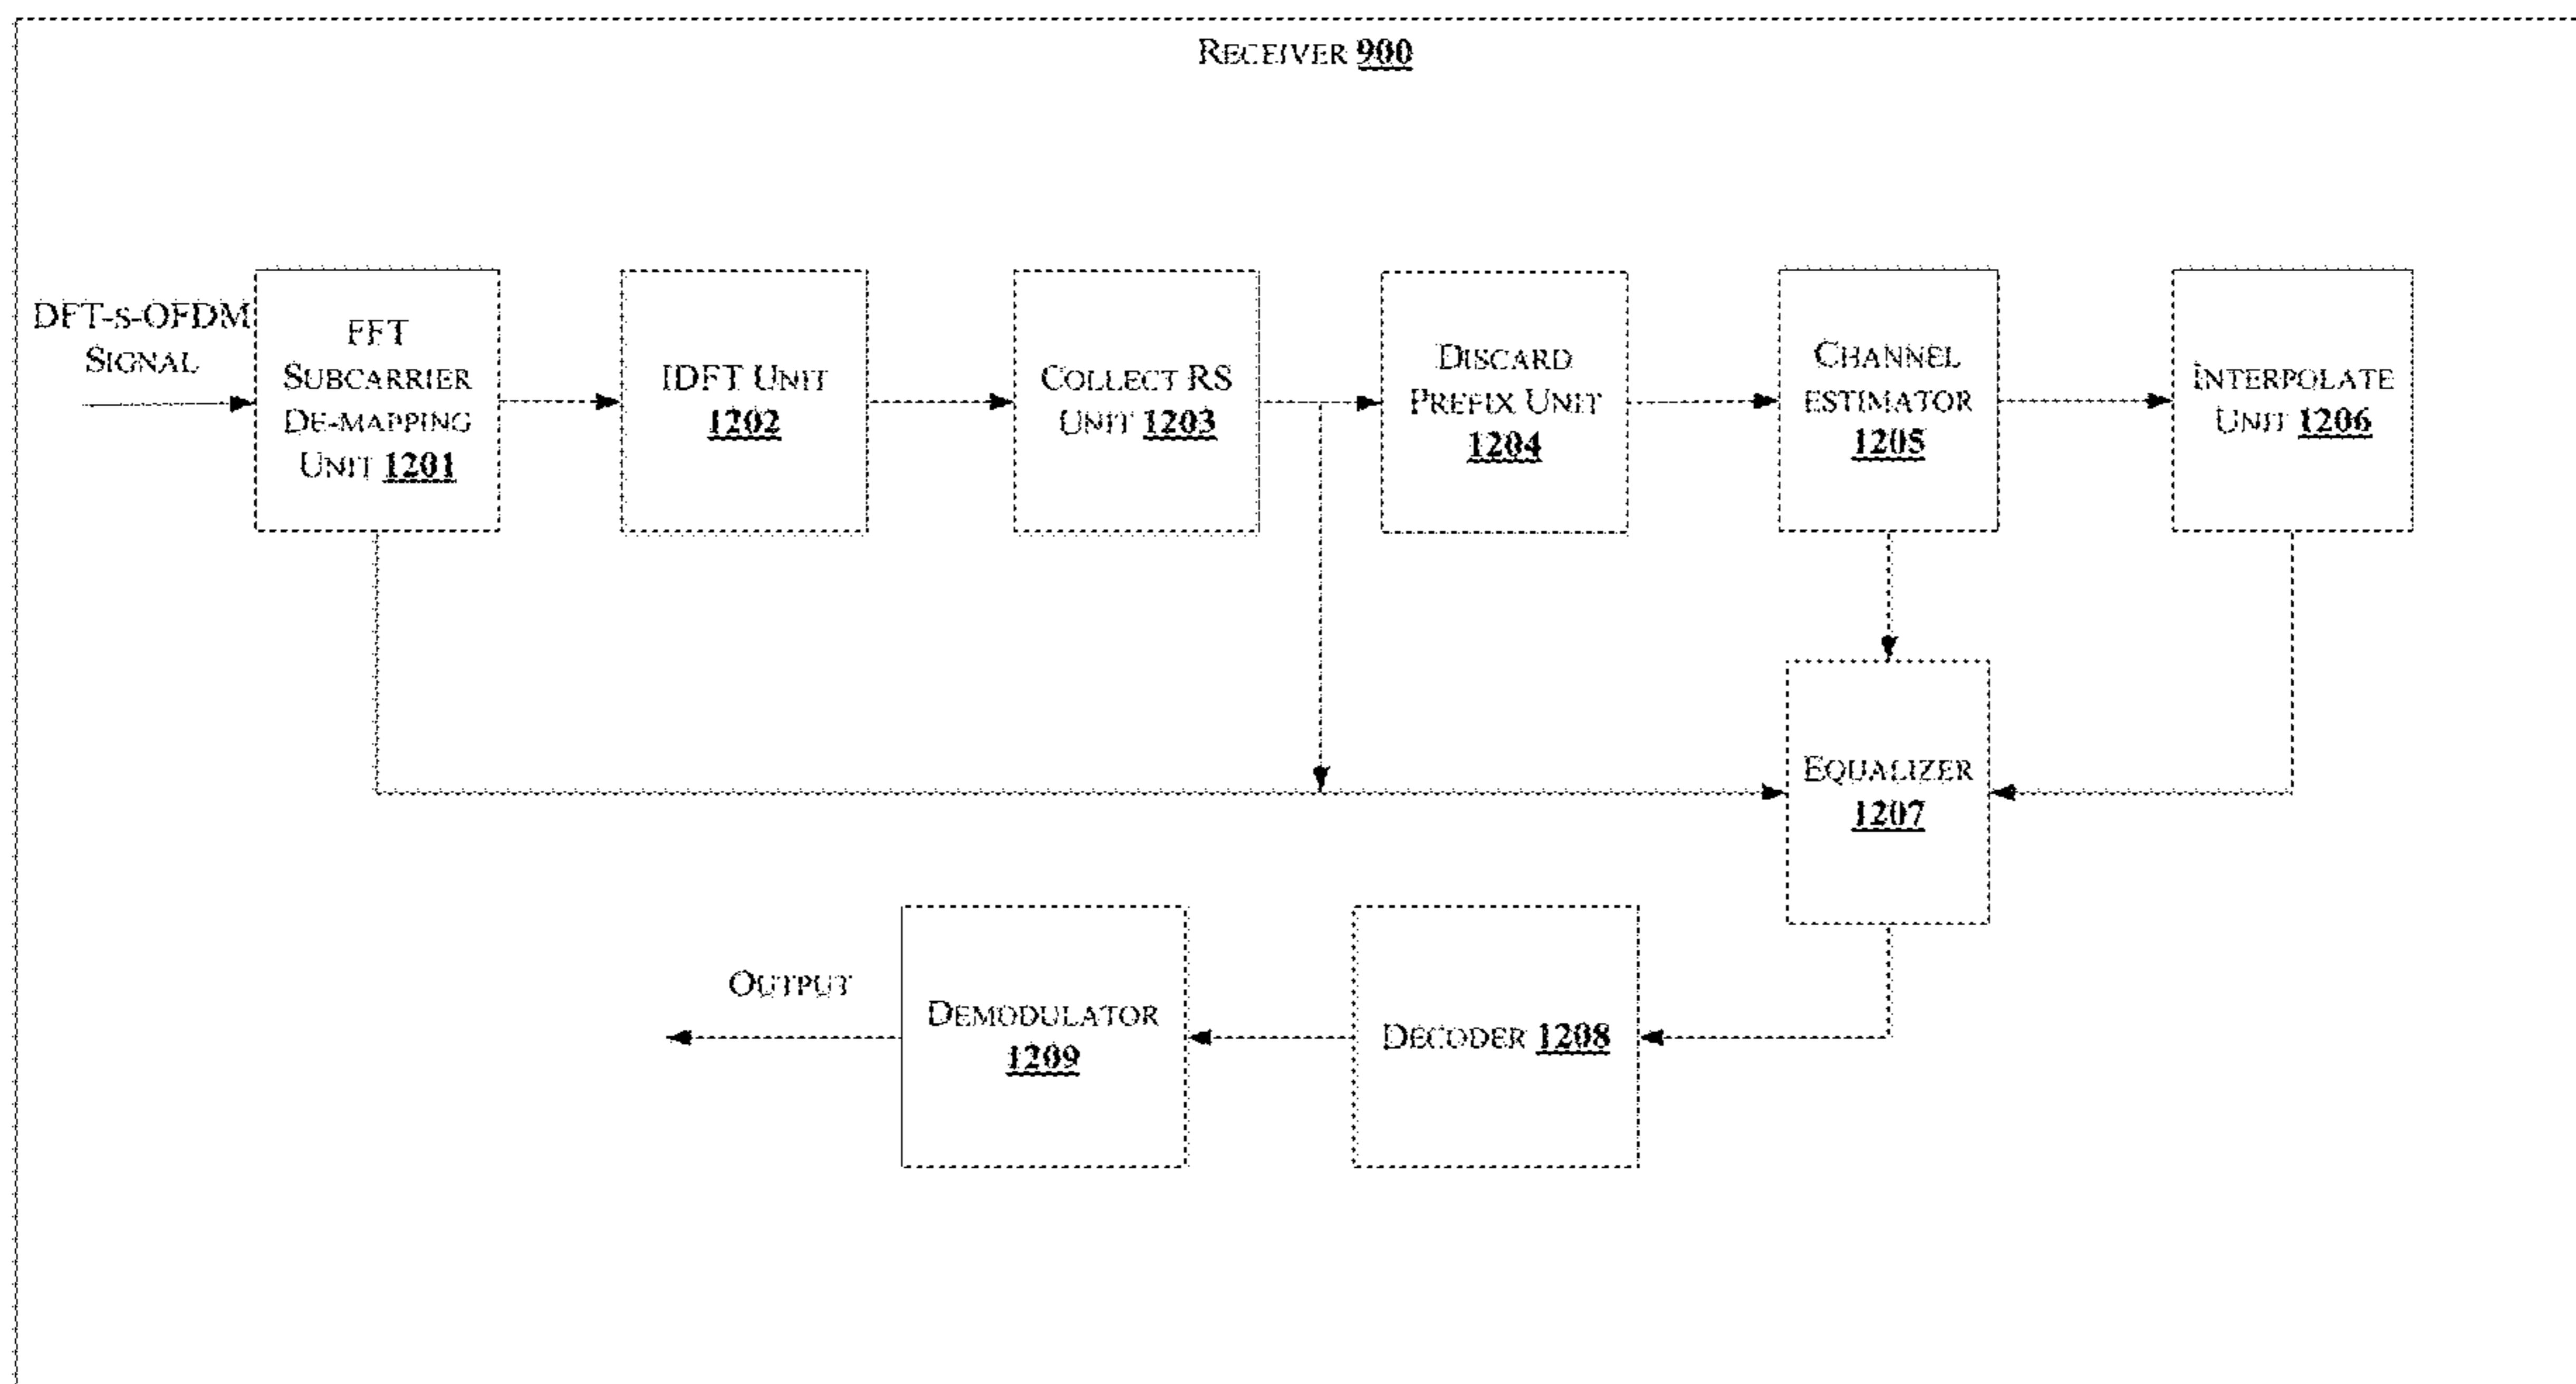 RECEIVER 900
DFT-S-OFDM
SIGNAL
FFT
SUBCARRIER
DE-MAPPING
UNIT 1201
IDFT UNIT
1202
COLLECT RS
UNIT 1203
DISCARD
PREFIX UNIT
1204
CHANNEL
ESTIMATOR
1205
INTERPOLATE
UNIT 1206
EQUALIZER
1207
OUTPUT
DEMODULATOR
1209
DECODER 1208